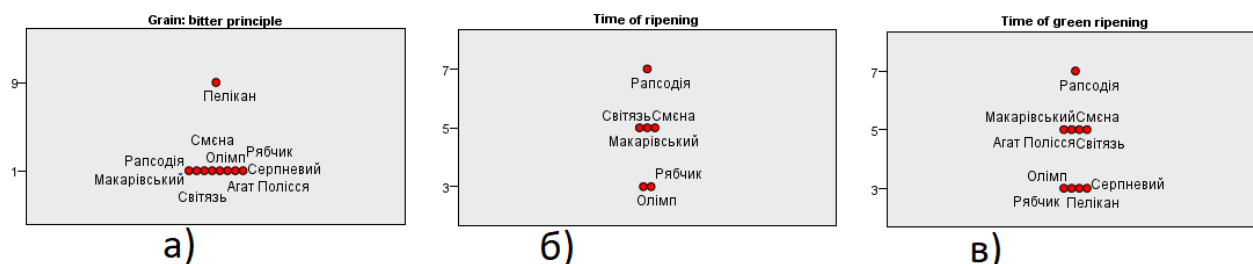 Grain: bitter principle
9
Пелікан
Смєна
Рапсодія Олімп Рябчик
1
Макарівський Серпневий
Світязь Агат Полісся
а)
Time of ripening
7
Рапсодія
Світязь Смєна
5
Макарівський
Рябчик
3
Олімп
б)
Time of green ripening
7
Рапсодія
Макарівський Смєна
5
Агат Полісся Світязь
Олімп Серпневий
3
Рябчик Пелікан
в)